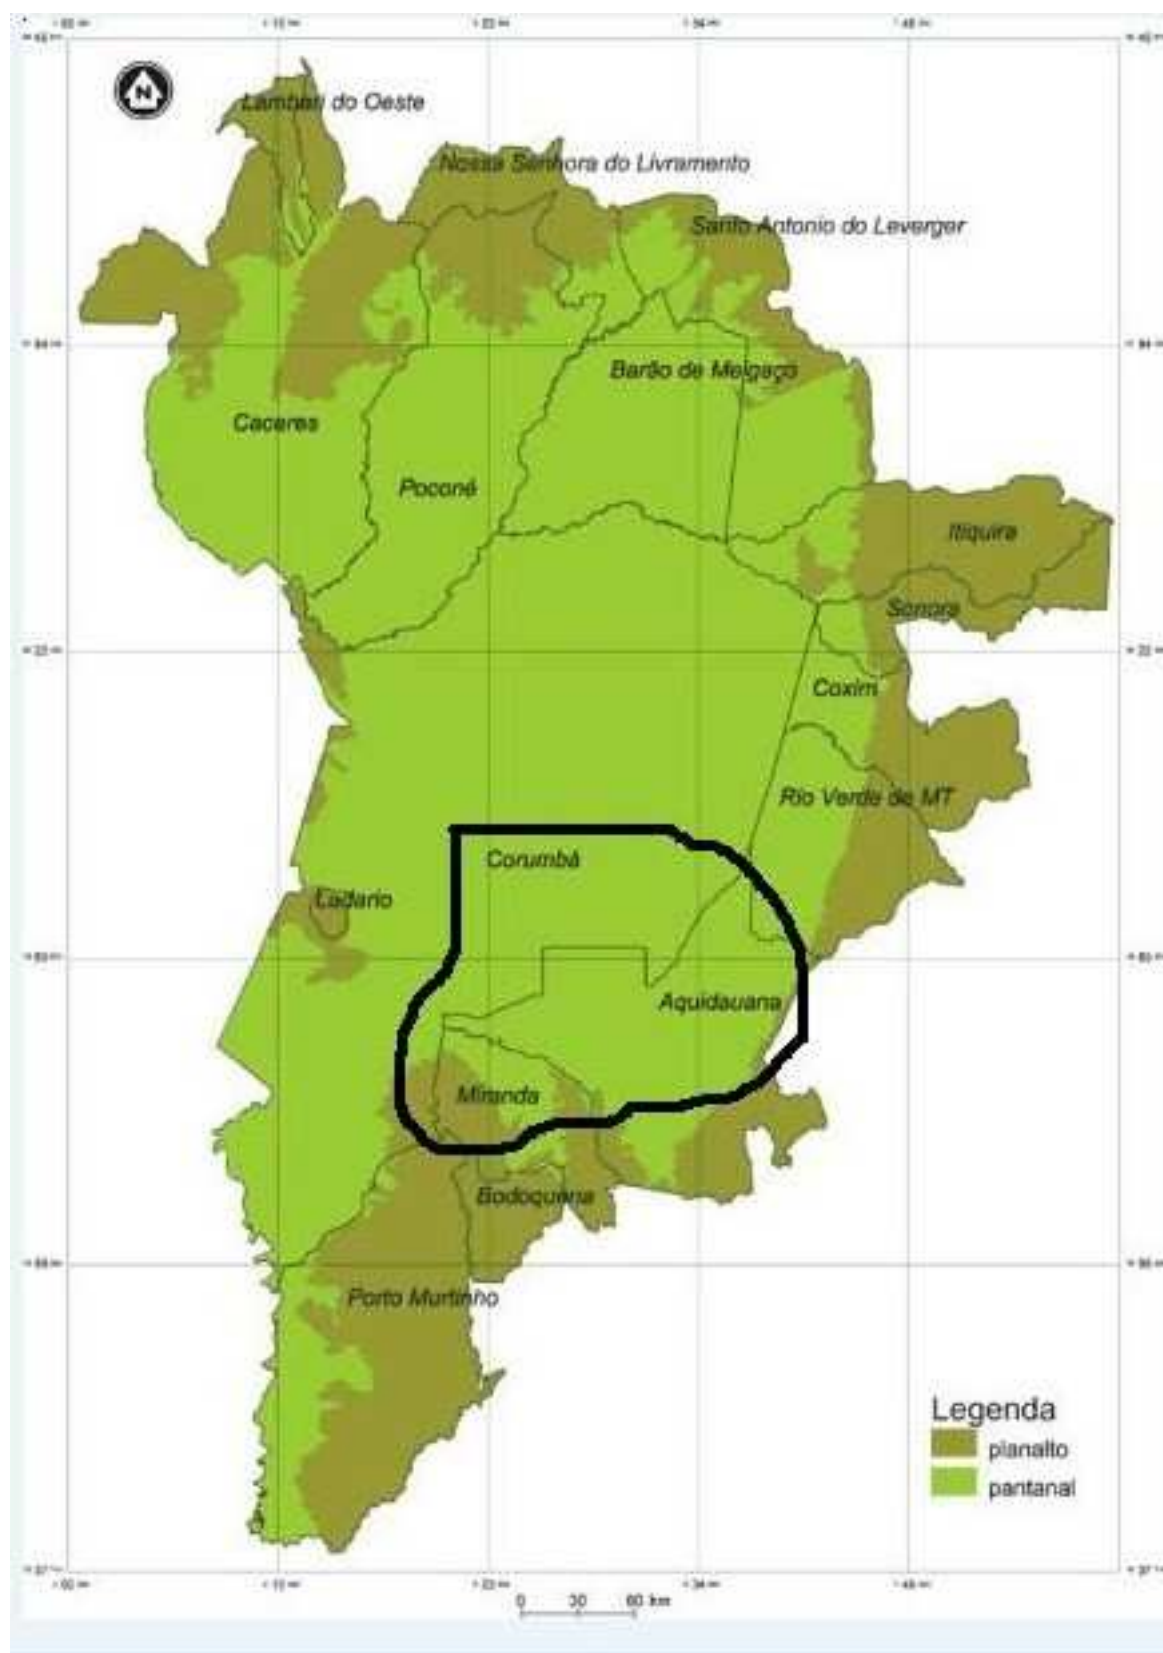 N
Lambari do Oeste
Nossa Senhora do Livramento
Santo Antonio do Leverger
Barão de Melgaço
Caceres
Poconé
Itiquira
Sonora
Coxim
Rio Verde de MT
Corumbá
Ladario
Aquidauana
Miranda
Bodoquena
Porto Murtinho
Legenda
planalto
pantanal
0 30 60 km